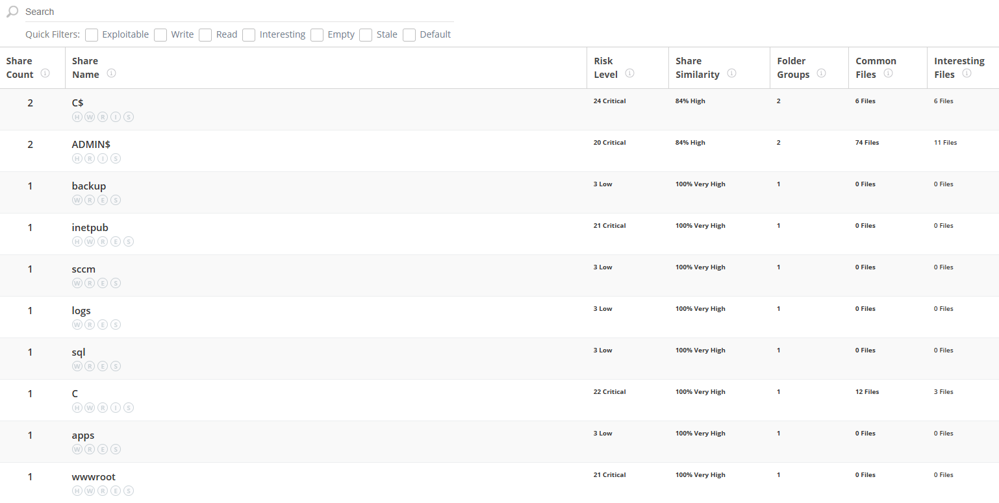 Search
Quick Filters: Exploitable Write Read Interesting Empty Stale Default
Share Count Share Name Risk Level Share Similarity Folder Groups Common Files Interesting Files
2 C$ 24 Critical 84% High 2 6 Files 6 Files
H W R I S
2 ADMIN$ 20 Critical 84% High 2 74 Files 11 Files
H R I S
1 backup 3 Low 100% Very High 1 0 Files 0 Files
W R E S
1 inetpub 21 Critical 100% Very High 1 0 Files 0 Files
H W R E S
1 sccm 3 Low 100% Very High 1 0 Files 0 Files
W R E S
1 logs 3 Low 100% Very High 1 0 Files 0 Files
W R E S
1 sql 3 Low 100% Very High 1 0 Files 0 Files
W R E S
1 C 22 Critical 100% Very High 1 12 Files 3 Files
H W R I S
1 apps 3 Low 100% Very High 1 0 Files 0 Files
W R E S
1 wwwroot 21 Critical 100% Very High 1 0 Files 0 Files
H W R E S